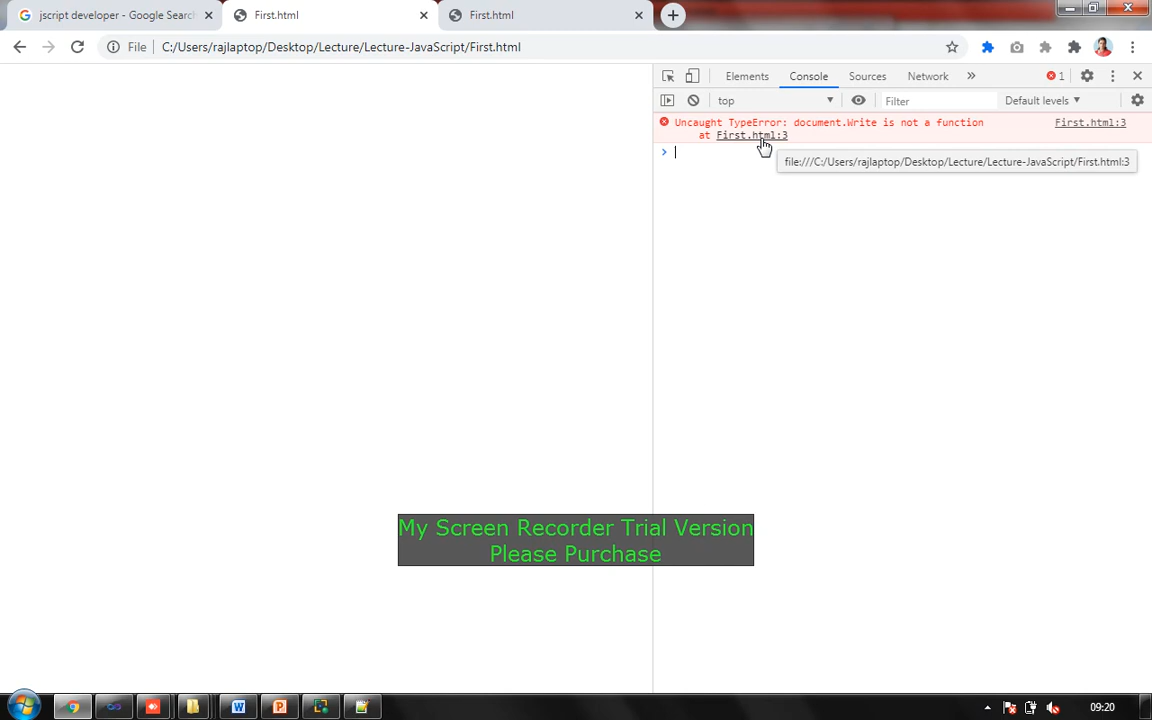 jscript developer - Google Search
First.html
First.html
File
C:/Users/rajlaptop/Desktop/Lecture/Lecture-JavaScript/First.html
Elements
Console
Sources
Network
»
1
top
Filter
Default levels
Uncaught TypeError: document.Write is not a function
First.html:3
at First.html:3
file:///C:/Users/rajlaptop/Desktop/Lecture/Lecture-JavaScript/First.html:3
My Screen Recorder Trial Version
Please Purchase
09:20